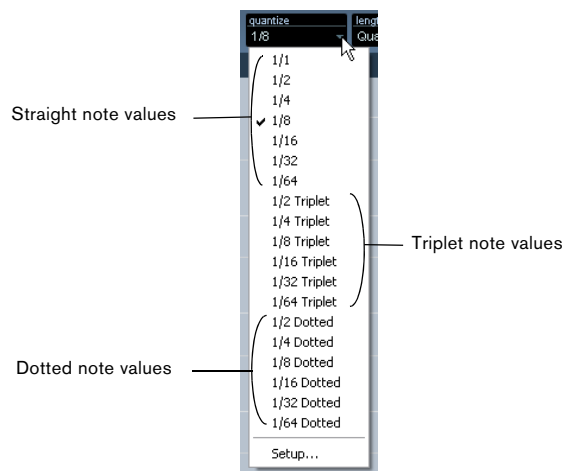 quantize
1/8
1/1
1/2
1/4
Straight note values
1/8
1/16
1/32
1/64
1/2 Triplet
1/4 Triplet
1/8 Triplet
Triplet note values
1/16 Triplet
1/32 Triplet
1/64 Triplet
1/2 Dotted
1/4 Dotted
1/8 Dotted
Dotted note values
1/16 Dotted
1/32 Dotted
1/64 Dotted
Setup...